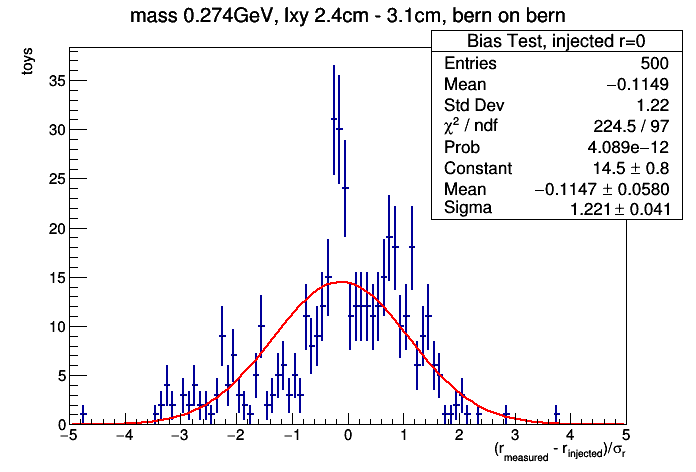 mass 0.274GeV, lxy 2.4cm - 3.1cm, bern on bern
Bias Test, injected r=0
Entries 500
Mean −0.1149
Std Dev 1.22
χ² / ndf 224.5 / 97
Prob 4.089e−12
Constant 14.5 ± 0.8
Mean −0.1147 ± 0.0580
Sigma 1.221 ± 0.041
toys
35
30
25
20
15
10
5
0
−5 −4 −3 −2 −1 0 1 2 3 4 5
(r_measured - r_injected)/σ_r